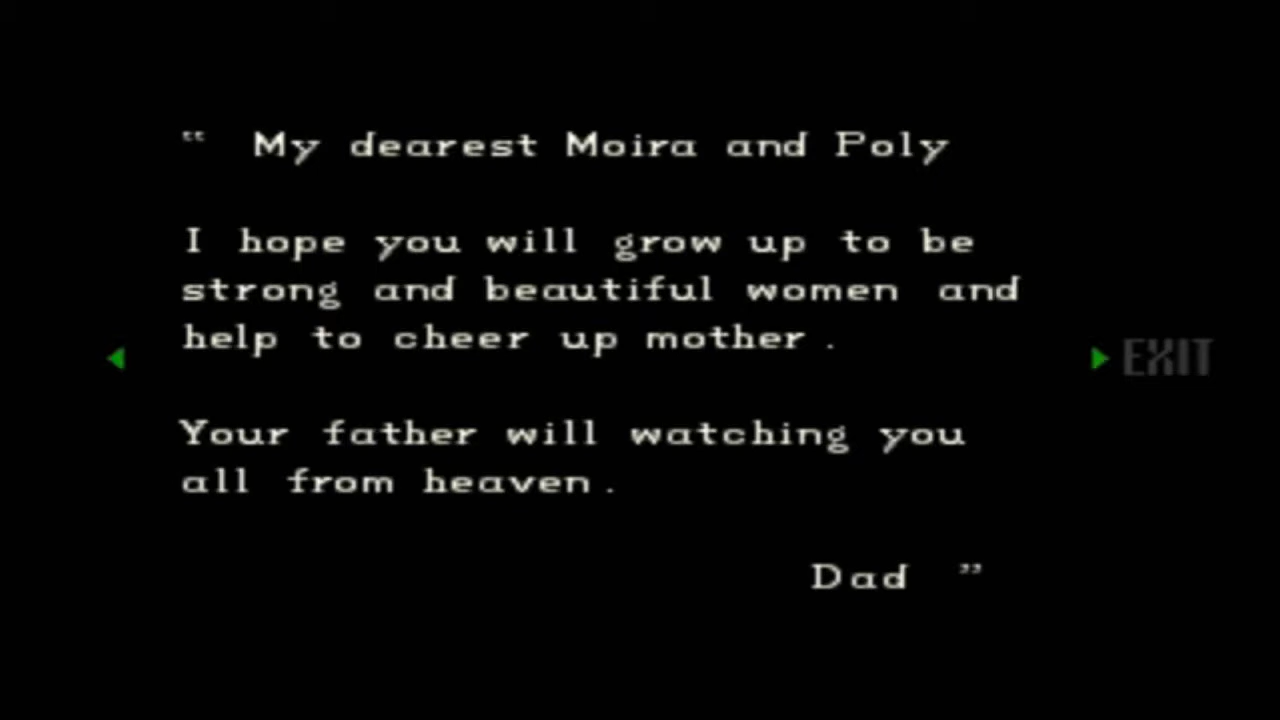 “ My dearest Moira and Poly
I hope you will grow up to be
strong and beautiful women and
help to cheer up mother .
EXIT
Your father will watching you
all from heaven .
Dad ”